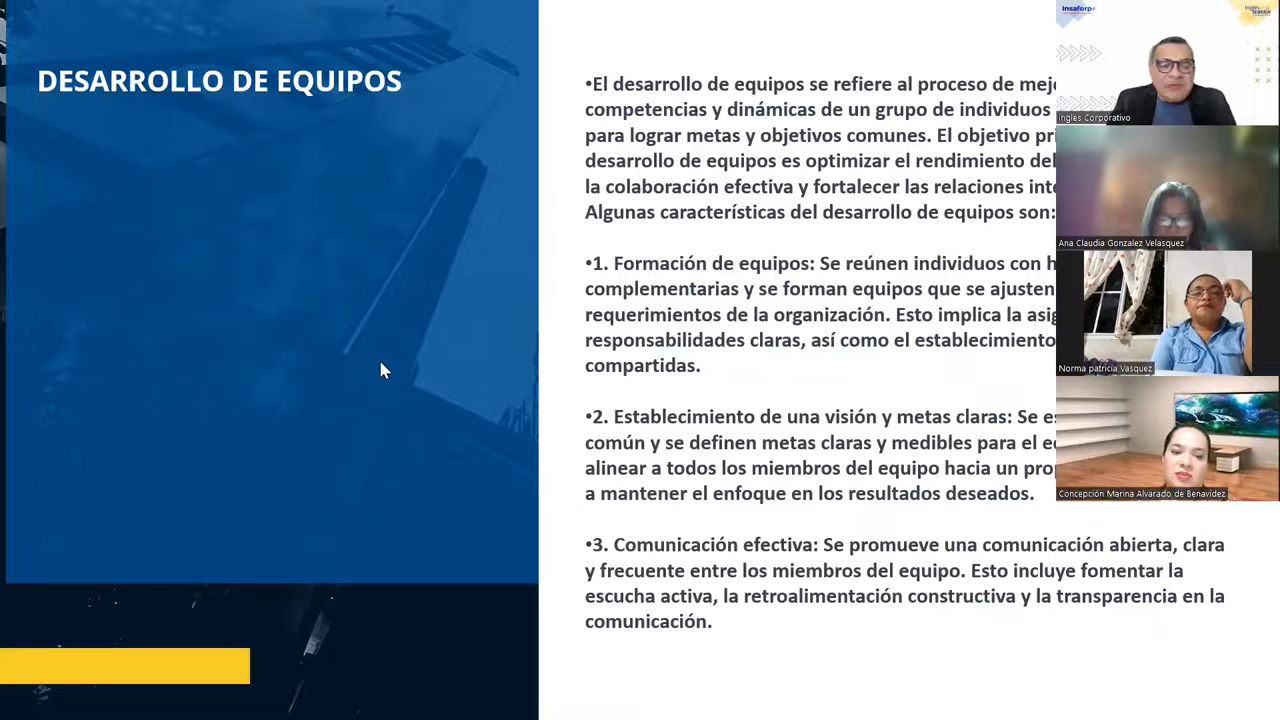 DESARROLLO DE EQUIPOS
•El desarrollo de equipos se refiere al proceso de
competencias y dinámicas de un grupo de individuos
para lograr metas y objetivos comunes. El objetivo
desarrollo de equipos es optimizar el rendimiento
la colaboración efectiva y fortalecer las relaciones
Algunas características del desarrollo de equipos son:
•1. Formación de equipos: Se reúnen individuos con
complementarias y se forman equipos que se ajusten
requerimientos de la organización. Esto implica la
responsabilidades claras, así como el establecimiento
compartidas.
•2. Establecimiento de una visión y metas claras: Se
común y se definen metas claras y medibles para el
alinear a todos los miembros del equipo hacia un
a mantener el enfoque en los resultados deseados.
•3. Comunicación efectiva: Se promueve una comunicación abierta, clara
y frecuente entre los miembros del equipo. Esto incluye fomentar la
escucha activa, la retroalimentación constructiva y la transparencia en la
comunicación.
insaforp
Ingles Corporativo
Ana Claudia Gonzalez Velasquez
Norma patricia Vasquez
Concepción Marina Alvarado de Benavidez